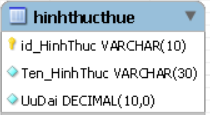 hinhthucthue
id_HinhThuc VARCHAR(10)
Ten_HinhThuc VARCHAR(30)
UuDai DECIMAL(10,0)